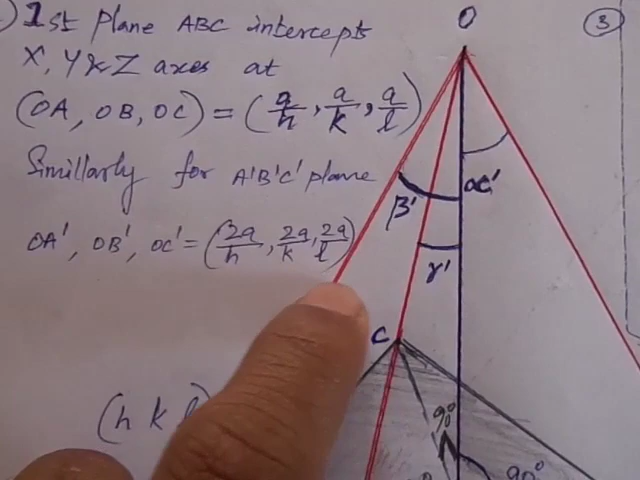 1st plane ABC intercepts
X, Y & Z axes at
(OA, OB, OC) = (a/h, a/k, a/l)
Simillarly for A'B'C' plane
OA', OB', OC' = (2a/h, 2a/k, 2a/l)
(h k l)
O
3
α'
β'
γ'
C
90°
90°